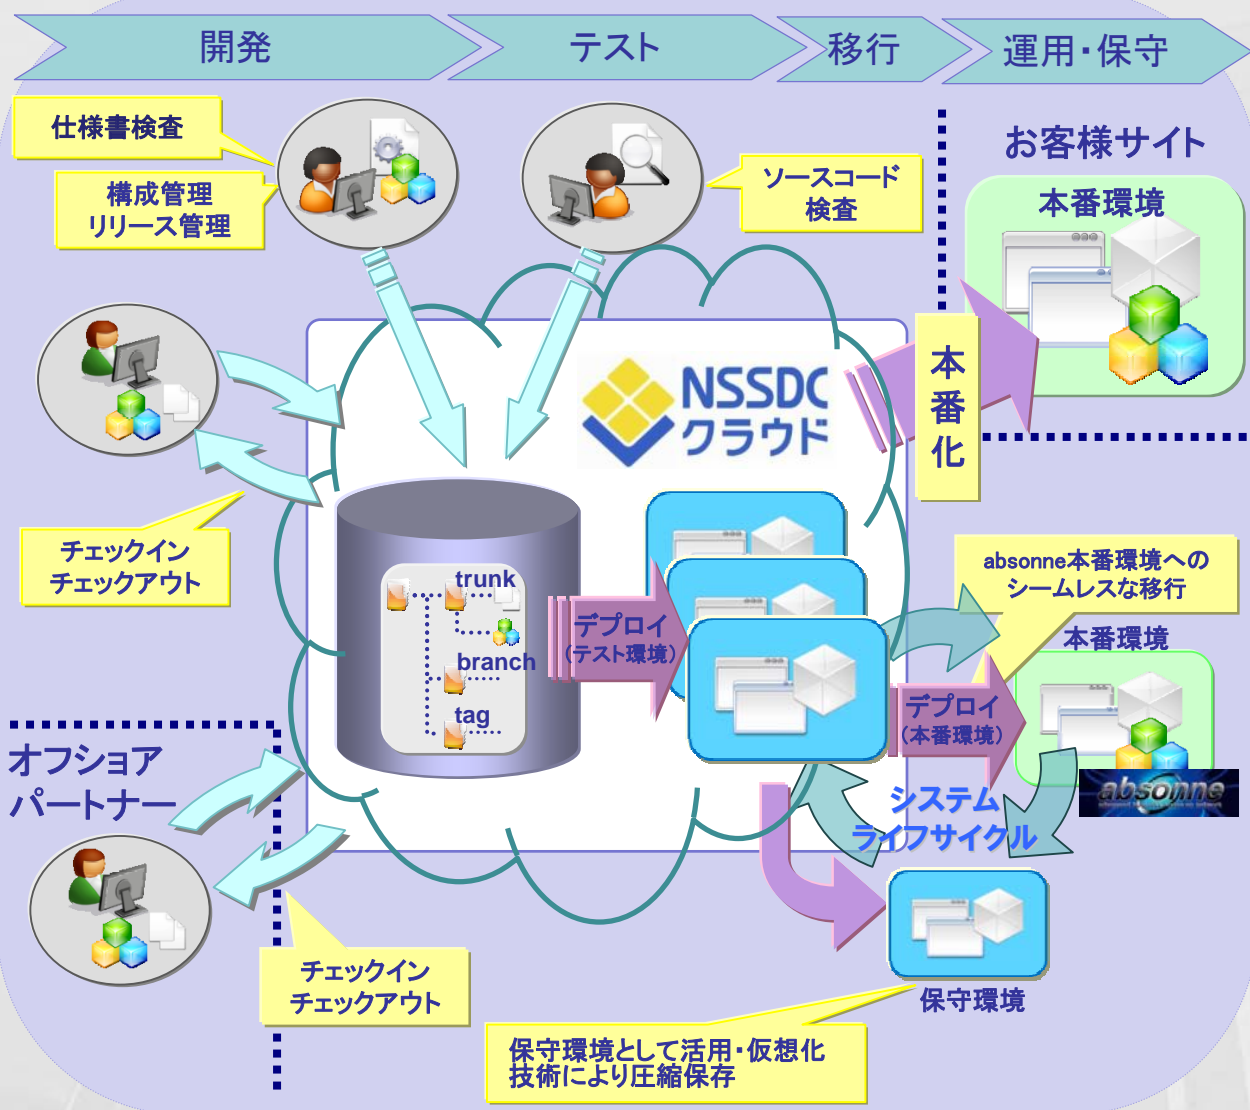 開発
テスト
移行
運用・保守
仕様書検査
構成管理
リリース管理
ソースコード
検査
お客様サイト
本番環境
本
番
化
NSSDC
クラウド
チェックイン
チェックアウト
trunk
branch
tag
デプロイ
(テスト環境)
absonne本番環境への
シームレスな移行
本番環境
デプロイ
(本番環境)
absonne
システム
ライフサイクル
オフショア
パートナー
チェックイン
チェックアウト
保守環境
保守環境として活用・仮想化
技術により圧縮保存